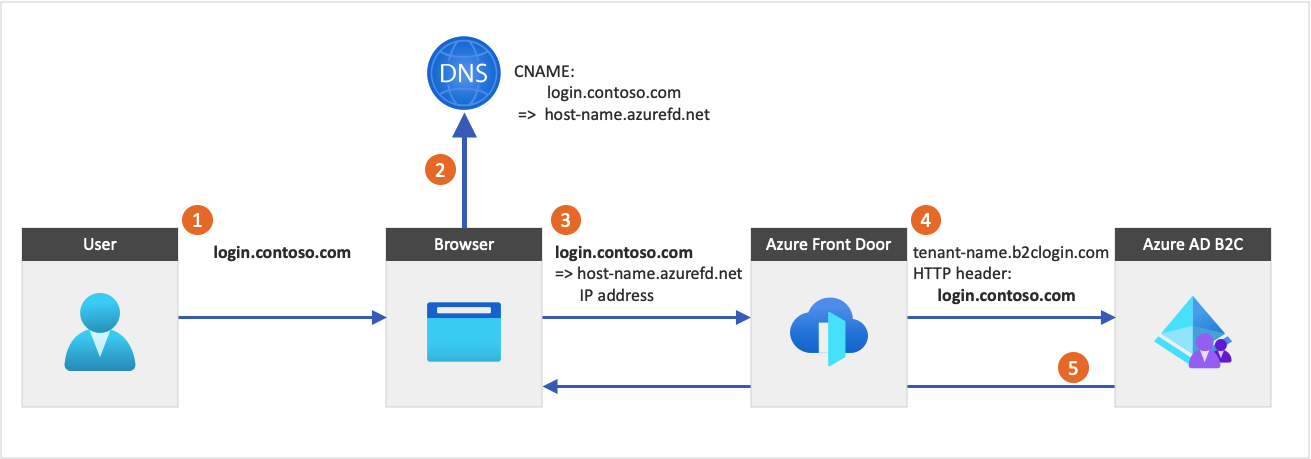 DNS
CNAME:
login.contoso.com
=> host-name.azurefd.net
2
1
3
4
User
login.contoso.com
Browser
login.contoso.com
=> host-name.azurefd.net
IP address
Azure Front Door
tenant-name.b2clogin.com
HTTP header:
login.contoso.com
Azure AD B2C
5